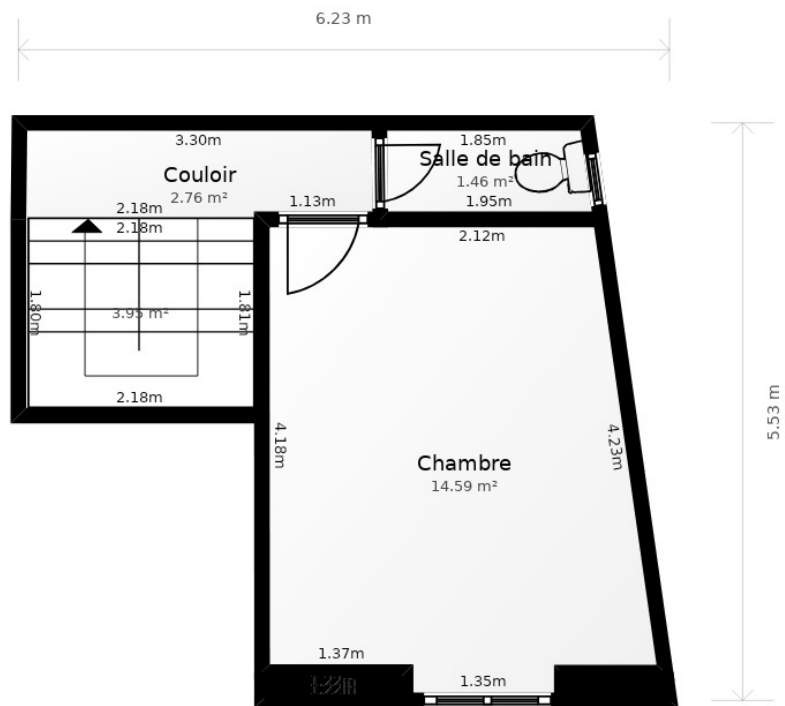 6.23 m
3.30m
1.85m
Couloir
Salle de bain
2.76 m²
1.46 m²
1.13m
1.95m
2.18m
2.18m
2.12m
1.80m
1.81m
3.95 m²
5.53 m
2.18m
4.18m
4.23m
Chambre
14.59 m²
1.37m
1.35m